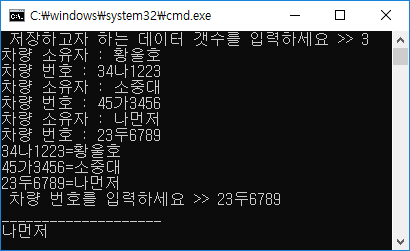 C:₩windows₩system32₩cmd.exe
저장하고자 하는 데이터 갯수를 입력하세요 >> 3
차량 소유자 : 황울호
차량 번호 : 34나1223
차량 소유자 : 소중대
차량 번호 : 45가3456
차량 소유자 : 나먼저
차량 번호 : 23두6789
34나1223=황울호
45가3456=소중대
23두6789=나먼저
차량 번호를 입력하세요 >> 23두6789
____________________
나먼저